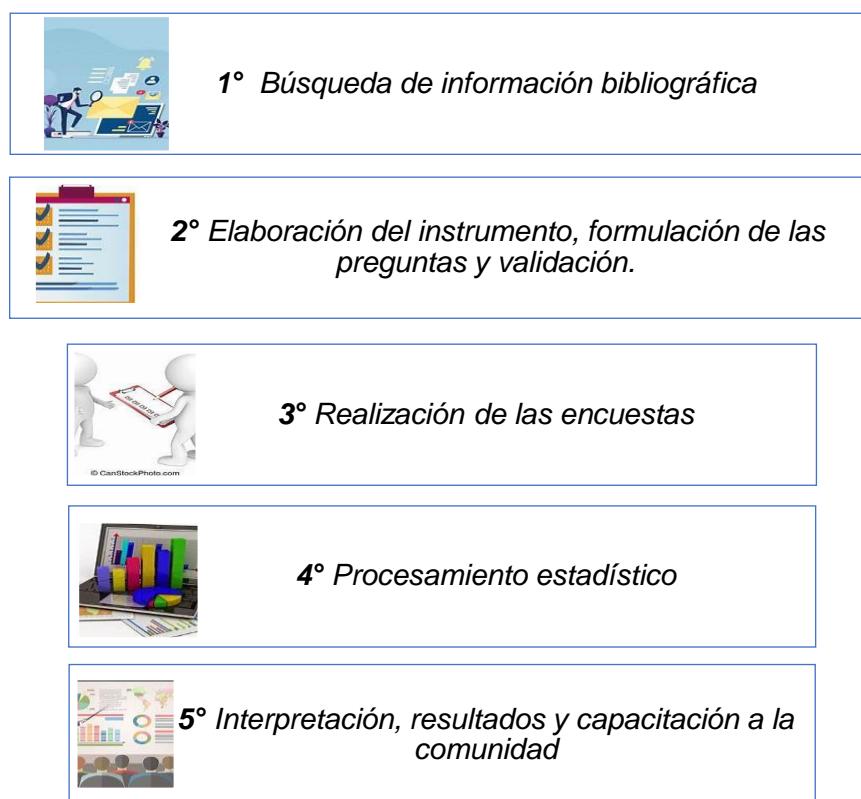 1° Búsqueda de información bibliográfica
2° Elaboración del instrumento, formulación de las
preguntas y validación.
3° Realización de las encuestas
© CanStockPhoto.com
4° Procesamiento estadístico
5° Interpretación, resultados y capacitación a la
comunidad